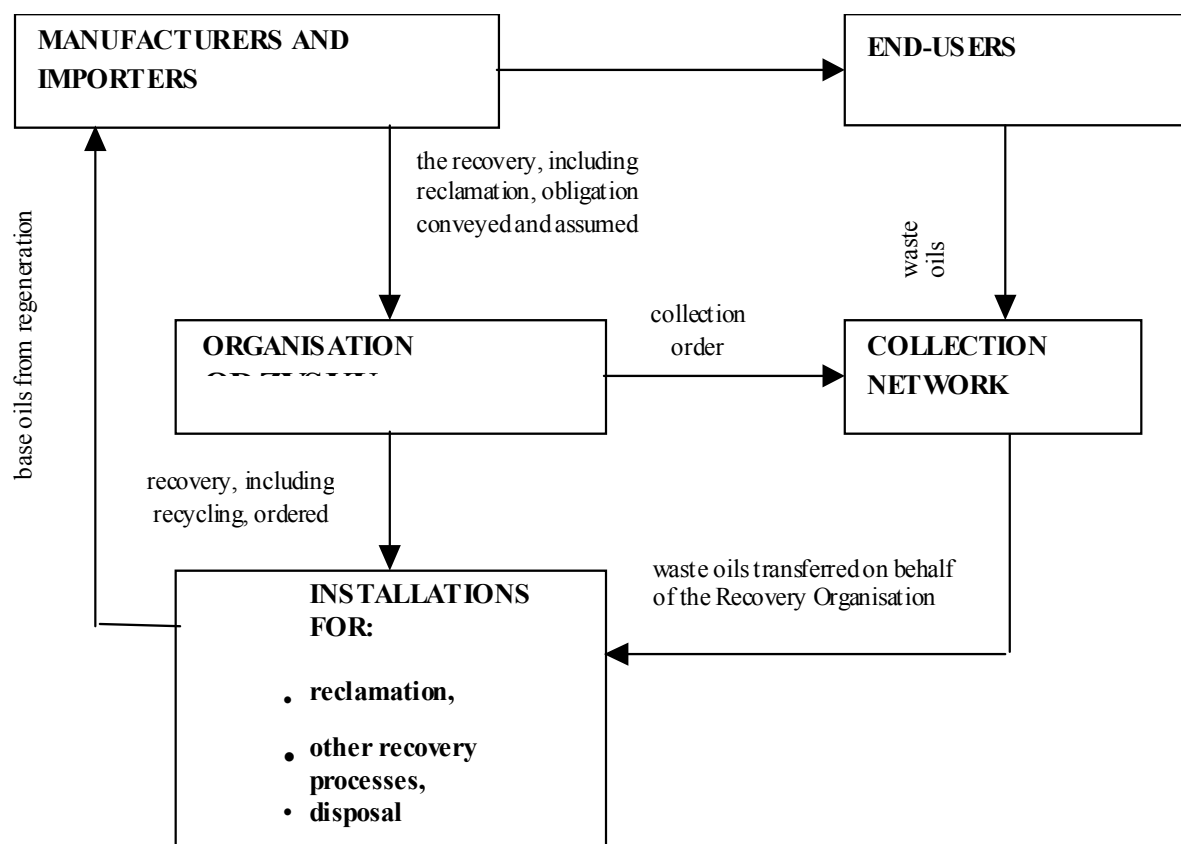 MANUFACTURERS AND
IMPORTERS
END-USERS
the recovery, including
reclamation, obligation
conveyed and assumed
base oils from regeneration
waste
oils
ORGANISATION
collection
order
COLLECTION
NETWORK
recovery, including
recycling, ordered
waste oils transferred on behalf
of the Recovery Organisation
INSTALLATIONS
FOR:
• reclamation,
• other recovery
processes,
• disposal